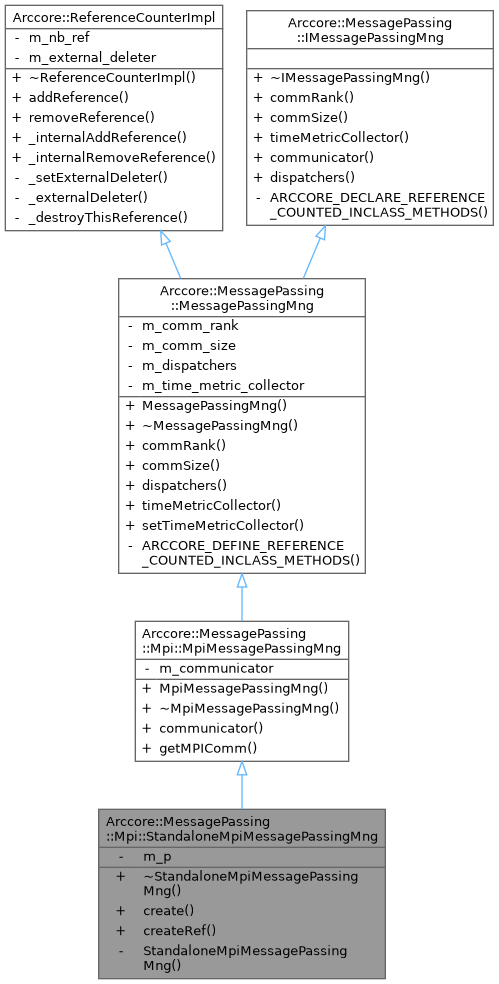 Arccore::ReferenceCounterImpl
- m_nb_ref
- m_external_deleter
+ ~ReferenceCounterImpl()
+ addReference()
+ removeReference()
+ _internalAddReference()
+ _internalRemoveReference()
- _setExternalDeleter()
- _externalDeleter()
- _destroyThisReference()
Arccore::MessagePassing
::IMessagePassingMng
+ ~IMessagePassingMng()
+ commRank()
+ commSize()
+ timeMetricCollector()
+ communicator()
+ dispatchers()
- ARCCORE_DECLARE_REFERENCE
_COUNTED_INCLASS_METHODS()
Arccore::MessagePassing
::MessagePassingMng
- m_comm_rank
- m_comm_size
- m_dispatchers
- m_time_metric_collector
+ MessagePassingMng()
+ ~MessagePassingMng()
+ commRank()
+ commSize()
+ dispatchers()
+ timeMetricCollector()
+ setTimeMetricCollector()
- ARCCORE_DEFINE_REFERENCE
_COUNTED_INCLASS_METHODS()
Arccore::MessagePassing
::Mpi::MpiMessagePassingMng
- m_communicator
+ MpiMessagePassingMng()
+ ~MpiMessagePassingMng()
+ communicator()
+ getMPIComm()
Arccore::MessagePassing
::Mpi::StandaloneMpiMessagePassingMng
- m_p
+ ~StandaloneMpiMessagePassing
Mng()
+ create()
+ createRef()
- StandaloneMpiMessagePassing
Mng()